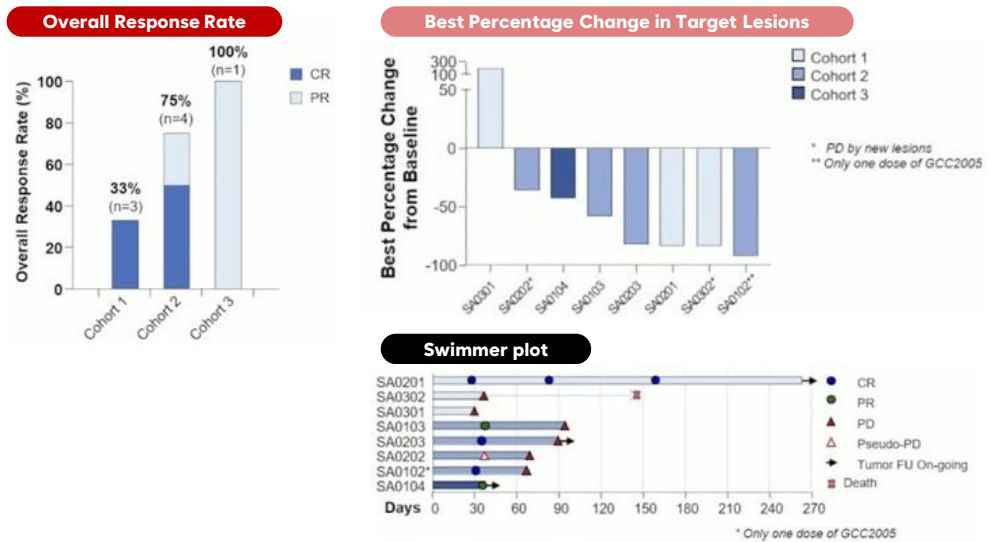 Overall Response Rate
100%
(n=1)
75%
(n=4)
33%
(n=3)
CR
PR
Overall Response Rate (%)
100
80
60
40
20
0
Cohort 1
Cohort 2
Cohort 3
Best Percentage Change in Target Lesions
Best Percentage Change
from Baseline
300
100
50
0
-50
-100
SA0301
SA0202*
SA0104
SA0103
SA0203
SA0201
SA0302*
SA0102**
Cohort 1
Cohort 2
Cohort 3
* PD by new lesions
** Only one dose of GCC2005
Swimmer plot
SA0201
SA0302
SA0301
SA0103
SA0203
SA0202
SA0102*
SA0104
Days 0 30 60 90 120 150 180 210 240 270
CR
PR
PD
Pseudo-PD
Tumor FU On-going
Death
* Only one dose of GCC2005